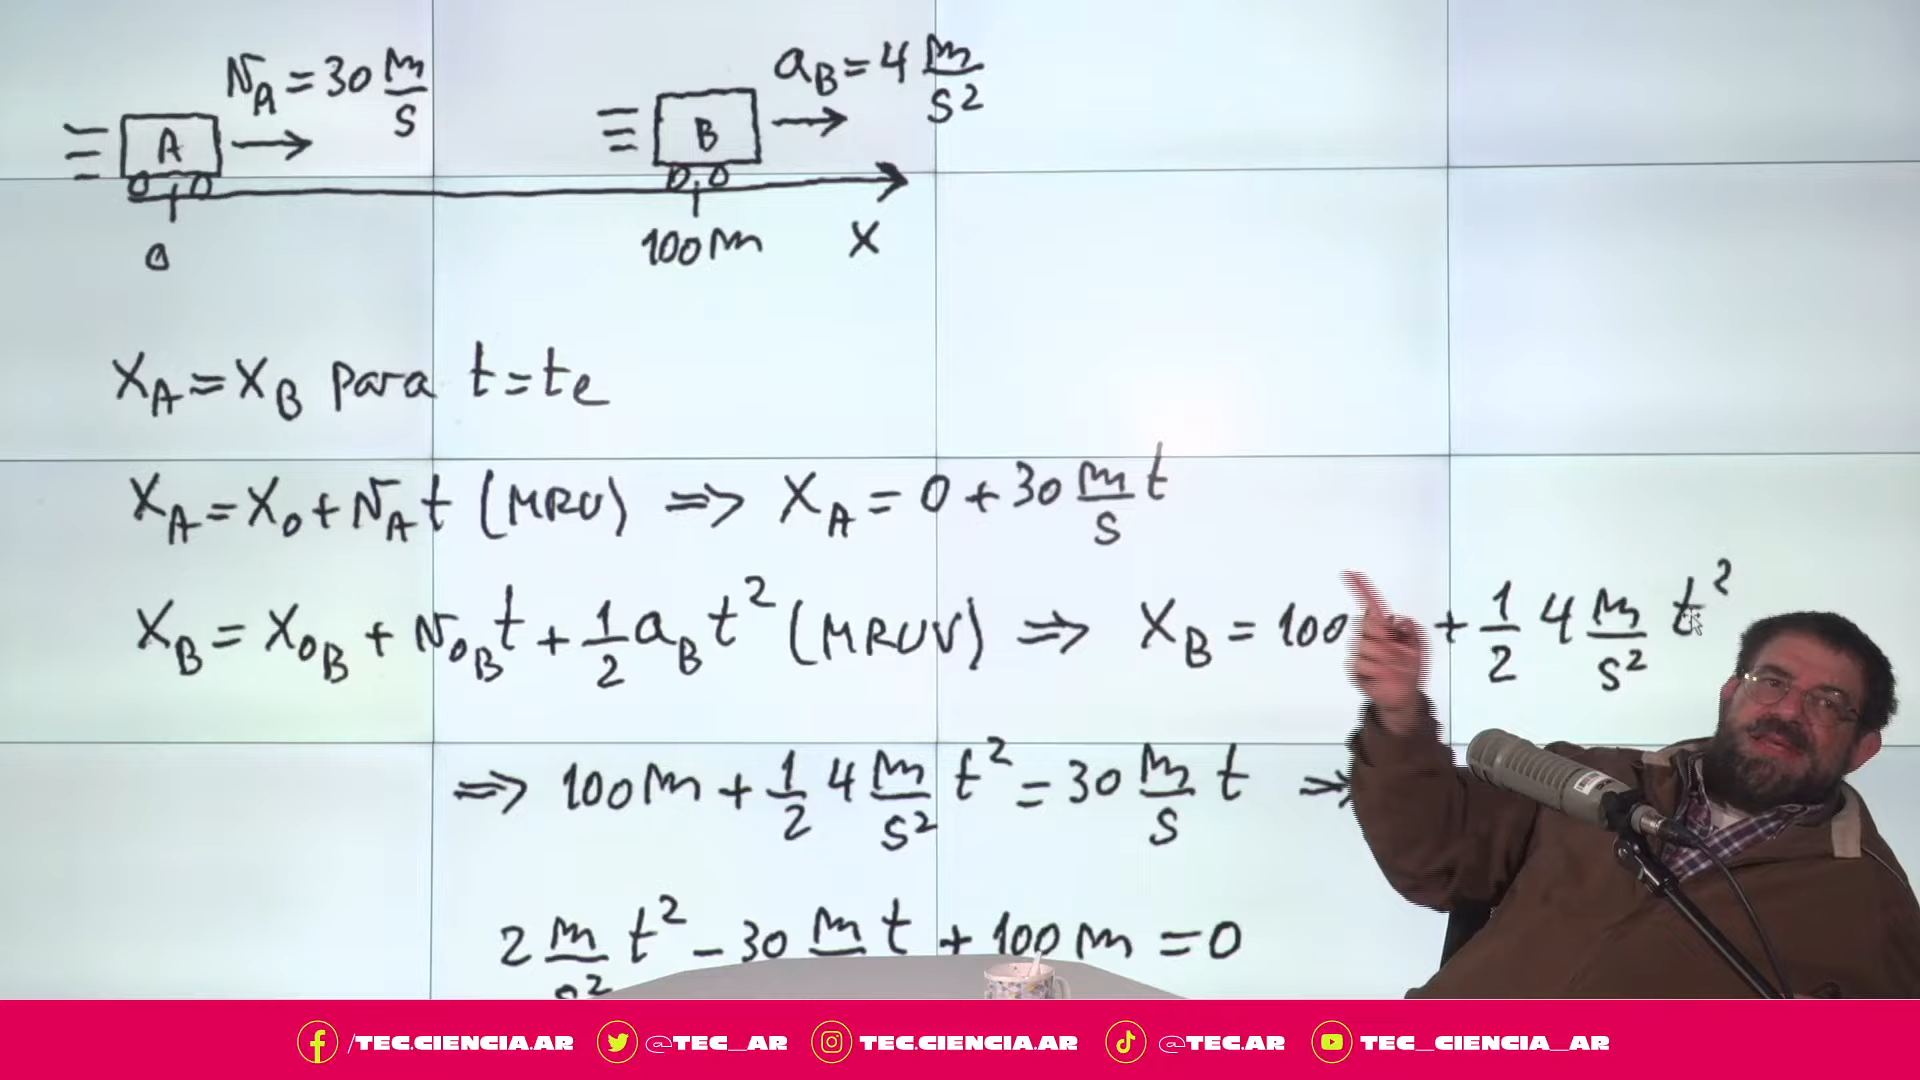 v_A = 30 m/s
a_B = 4 m/s²
A
B
0
100 m
x
x_A = x_B para t = t_e
x_A = x_0 + v_A t (MRU) ⇒ x_A = 0 + 30 m/s t
x_B = x_0B + v_0B t + 1/2 a_B t² (MRUV) ⇒ x_B = 100 + 1/2 4 m/s² t²
⇒ 100 m + 1/2 4 m/s² t² = 30 m/s t ⇒
2 m/s² t² - 30 m t + 100 m = 0
/TEC.CIENCIA.AR @TEC_AR TEC.CIENCIA.AR @TEC.AR TEC_CIENCIA_AR